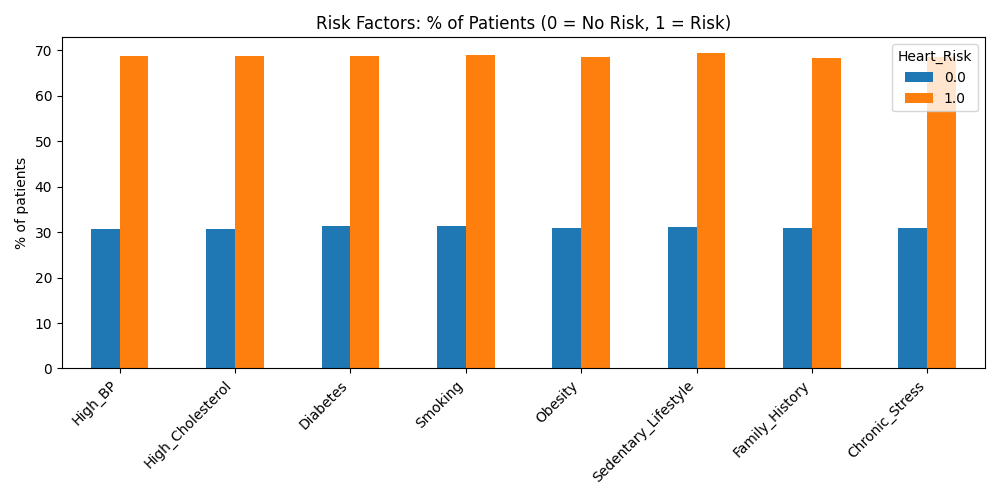 Risk Factors: % of Patients (0 = No Risk, 1 = Risk)
Heart_Risk
0.0
1.0
% of patients
70
60
50
40
30
20
10
0
High_BP
High_Cholesterol
Diabetes
Smoking
Obesity
Sedentary_Lifestyle
Family_History
Chronic_Stress